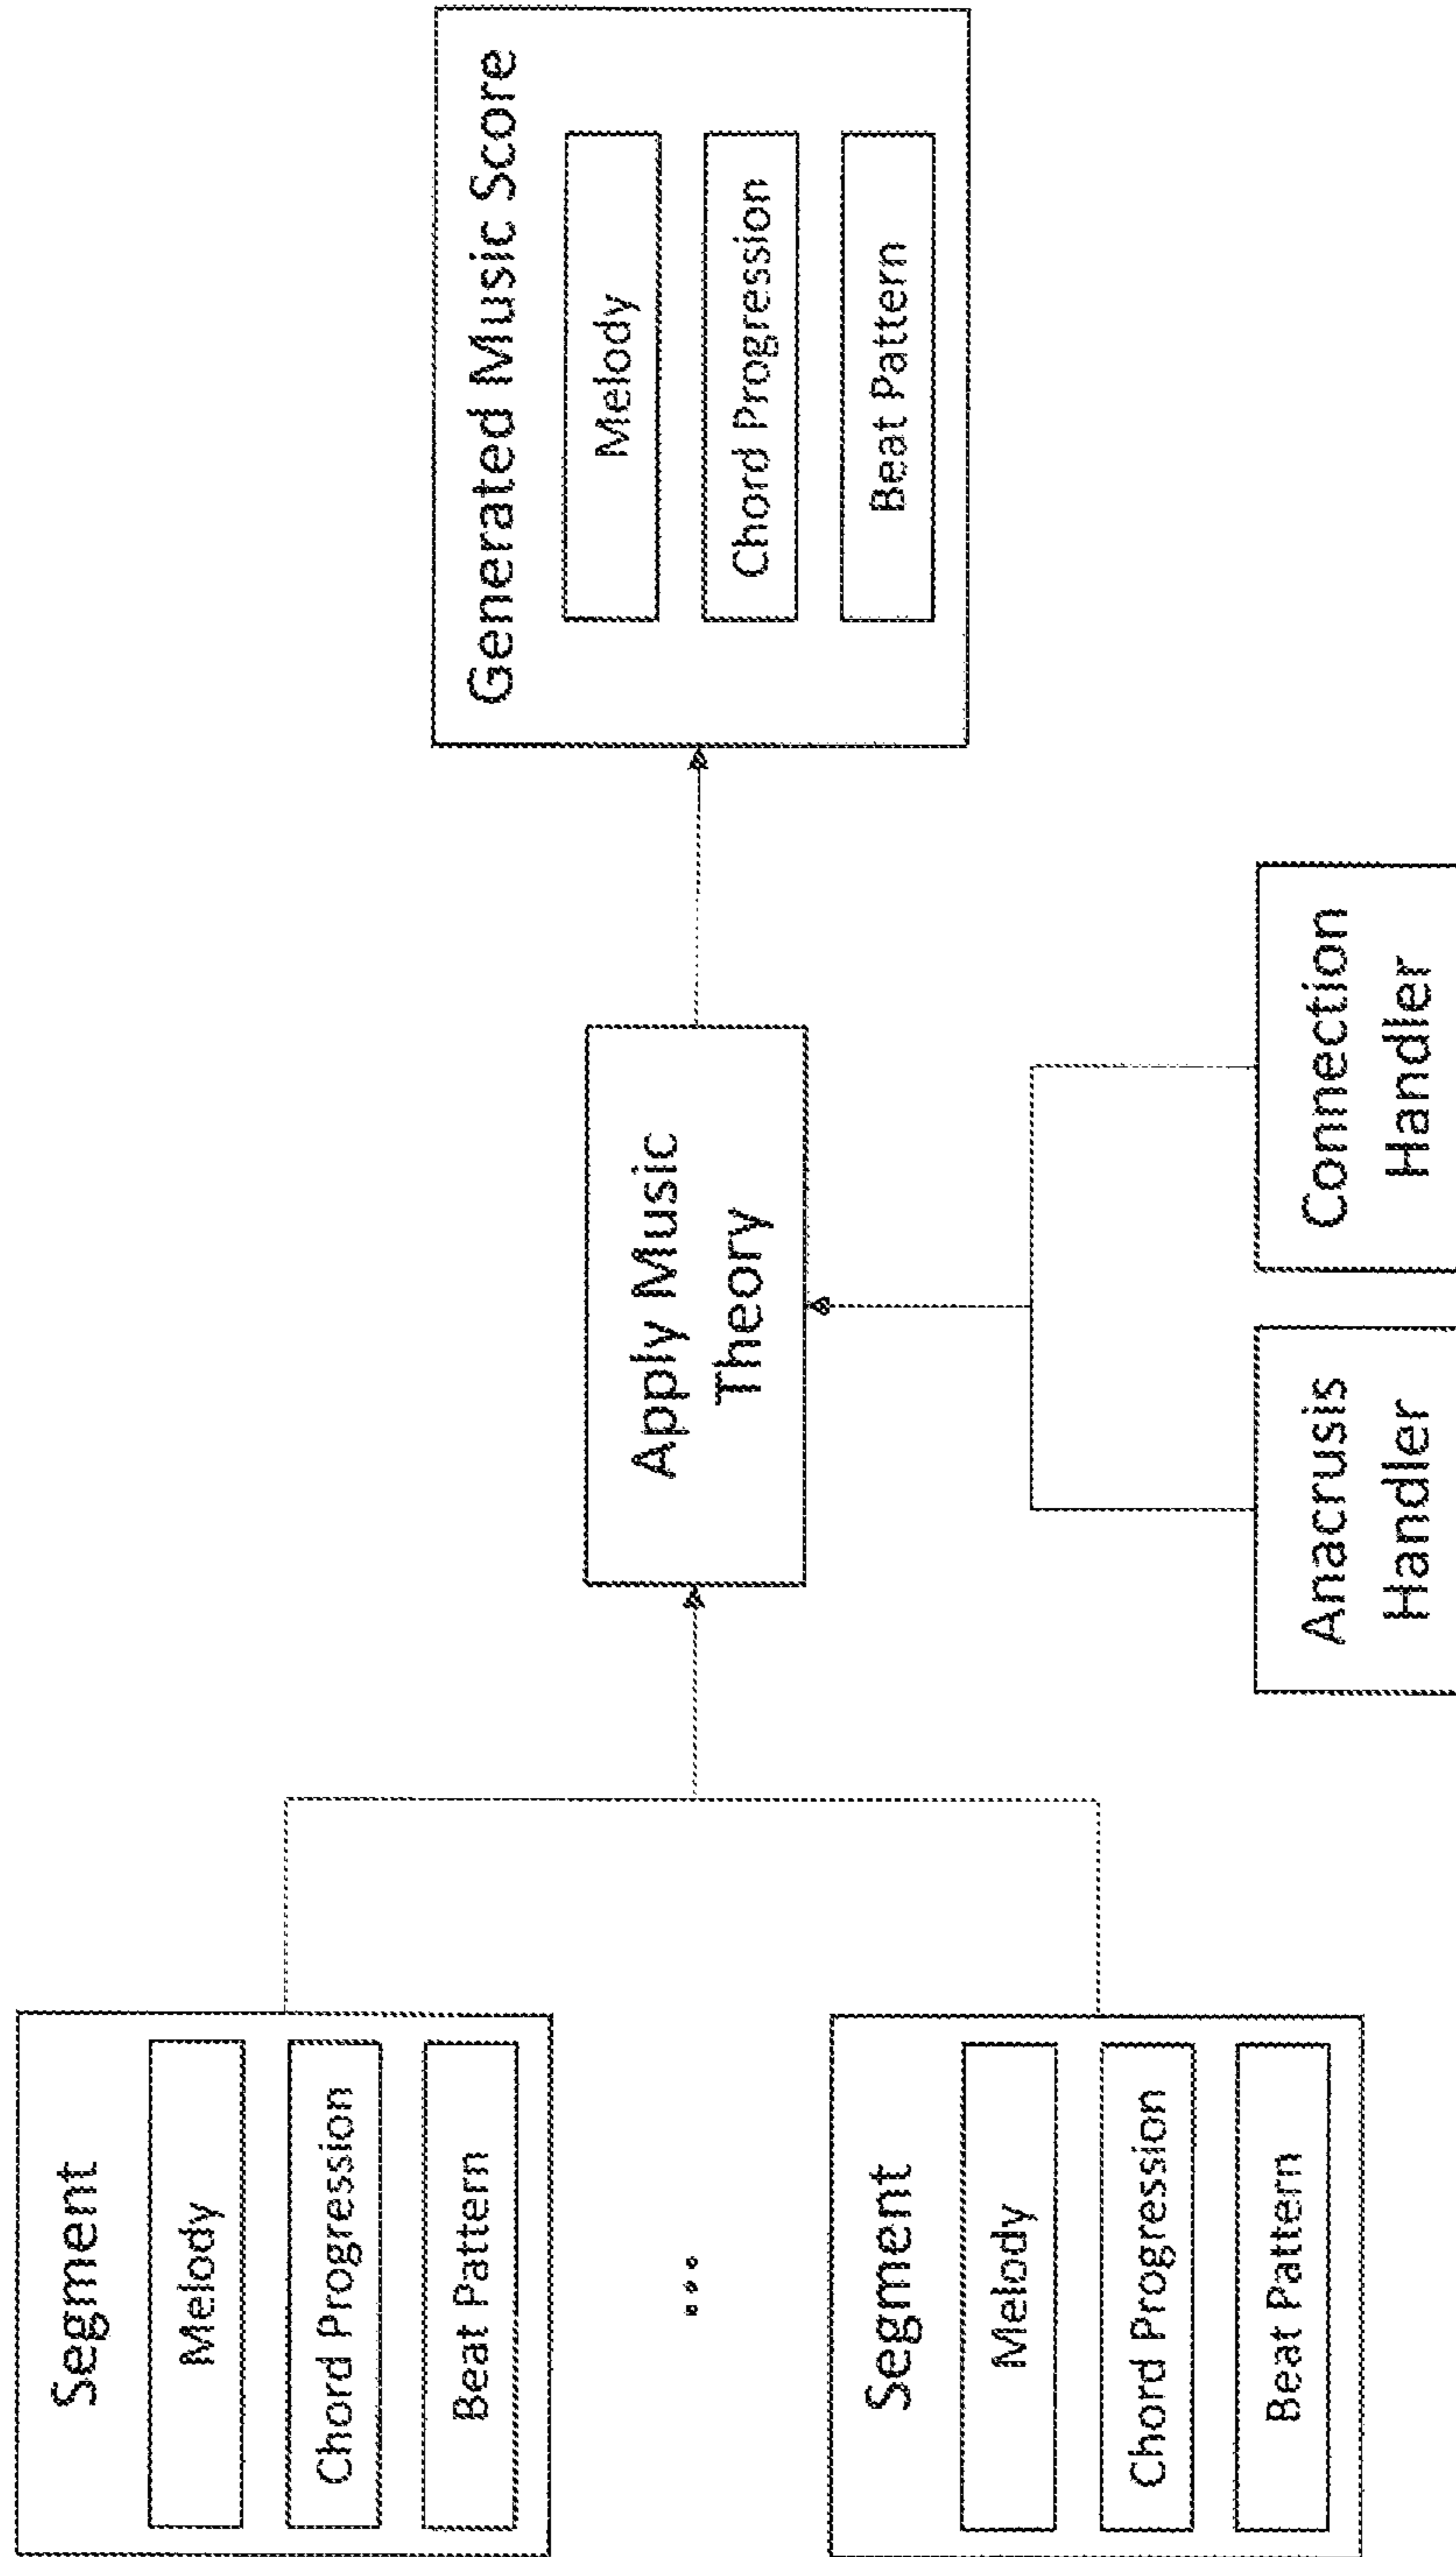 Segment
Melody
Chord Progression
Beat Pattern
...
Segment
Melody
Chord Progression
Beat Pattern
Apply Music
Theory
Anacrusis
Handler
Connection
Handler
Generated Music Score
Melody
Chord Progression
Beat Pattern